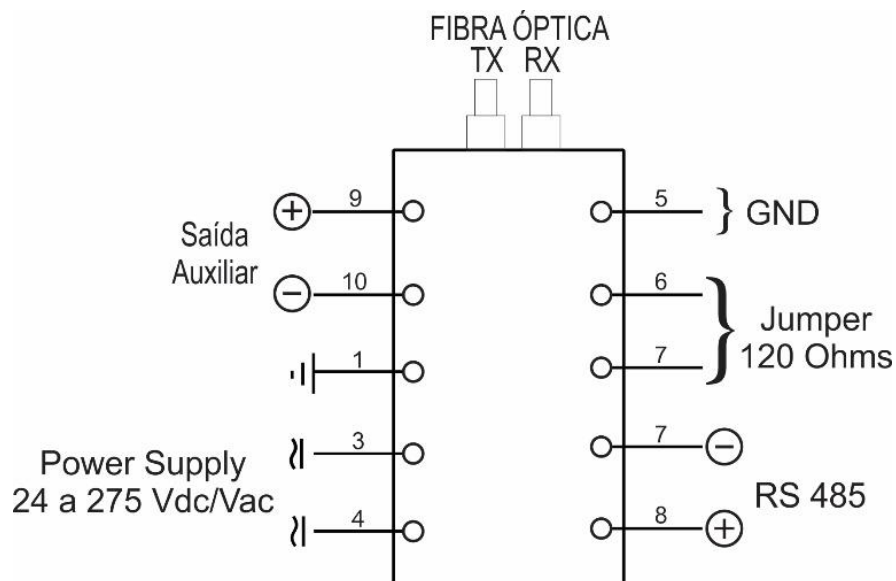 FIBRA ÓPTICA
TX RX
9
5
GND
Saída
Auxiliar
10
6
Jumper
120 Ohms
1
7
Power Supply
24 a 275 Vdc/Vac
3
7
RS 485
4
8